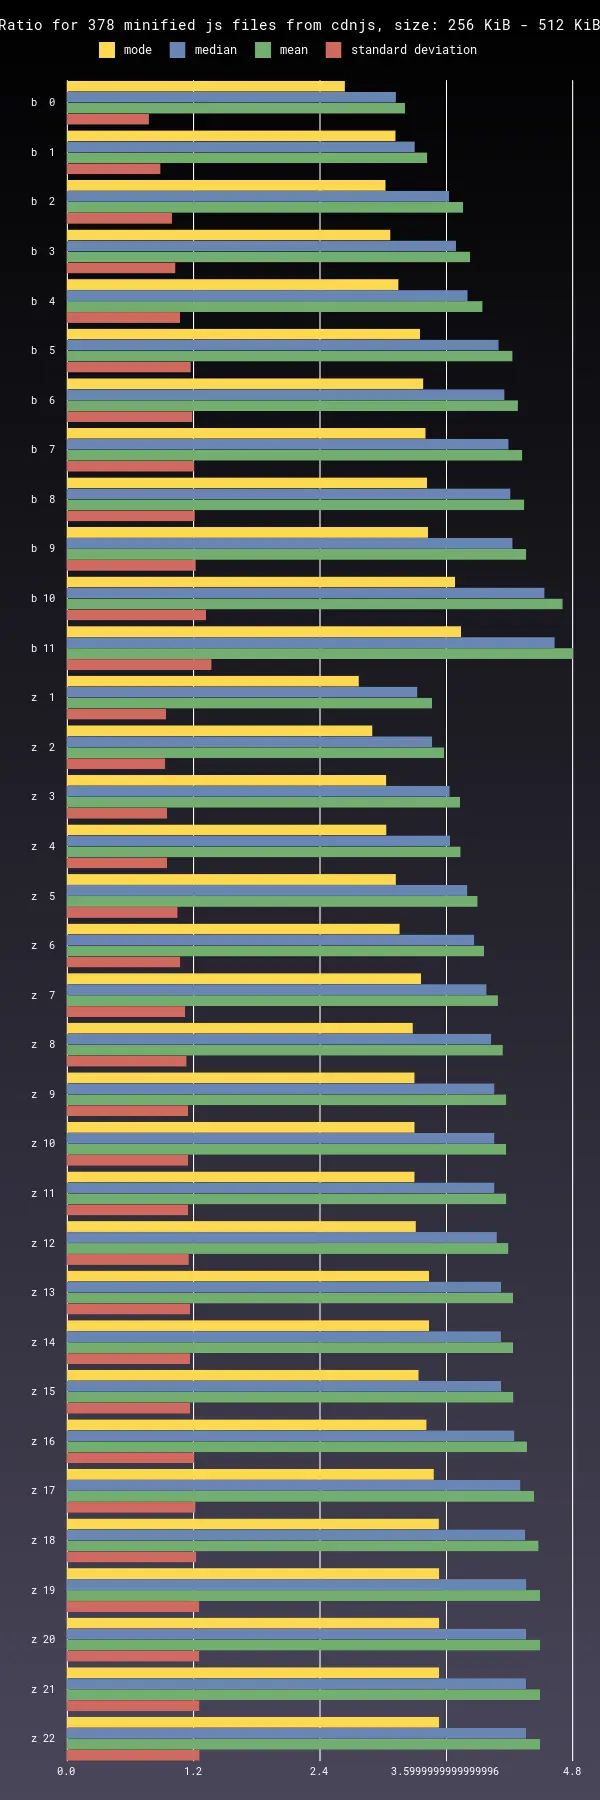 Ratio for 378 minified js files from cdnjs, size: 256 KiB - 512 KiB
mode median mean standard deviation
b 0
b 1
b 2
b 3
b 4
b 5
b 6
b 7
b 8
b 9
b 10
b 11
z 1
z 2
z 3
z 4
z 5
z 6
z 7
z 8
z 9
z 10
z 11
z 12
z 13
z 14
z 15
z 16
z 17
z 18
z 19
z 20
z 21
z 22
0.0 1.2 2.4 3.5999999999999996 4.8